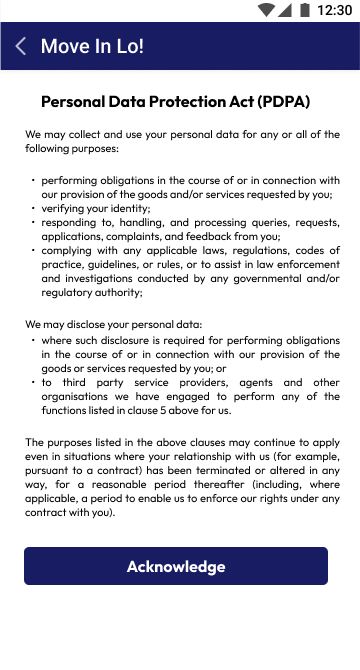 12:30
Move In Lo!
Personal Data Protection Act (PDPA)
We may collect and use your personal data for any or all of the
following purposes:
• performing obligations in the course of or in connection with
our provision of the goods and/or services requested by you;
• verifying your identity;
• responding to, handling, and processing queries, requests,
applications, complaints, and feedback from you;
• complying with any applicable laws, regulations, codes of
practice, guidelines, or rules, or to assist in law enforcement
and investigations conducted by any governmental and/or
regulatory authority;
We may disclose your personal data:
• where such disclosure is required for performing obligations
in the course of or in connection with our provision of the
goods or services requested by you; or
• to third party service providers, agents and other
organisations we have engaged to perform any of the
functions listed in clause 5 above for us.
The purposes listed in the above clauses may continue to apply
even in situations where your relationship with us (for example,
pursuant to a contract) has been terminated or altered in any
way, for a reasonable period thereafter (including, where
applicable, a period to enable us to enforce our rights under any
contract with you).
Acknowledge